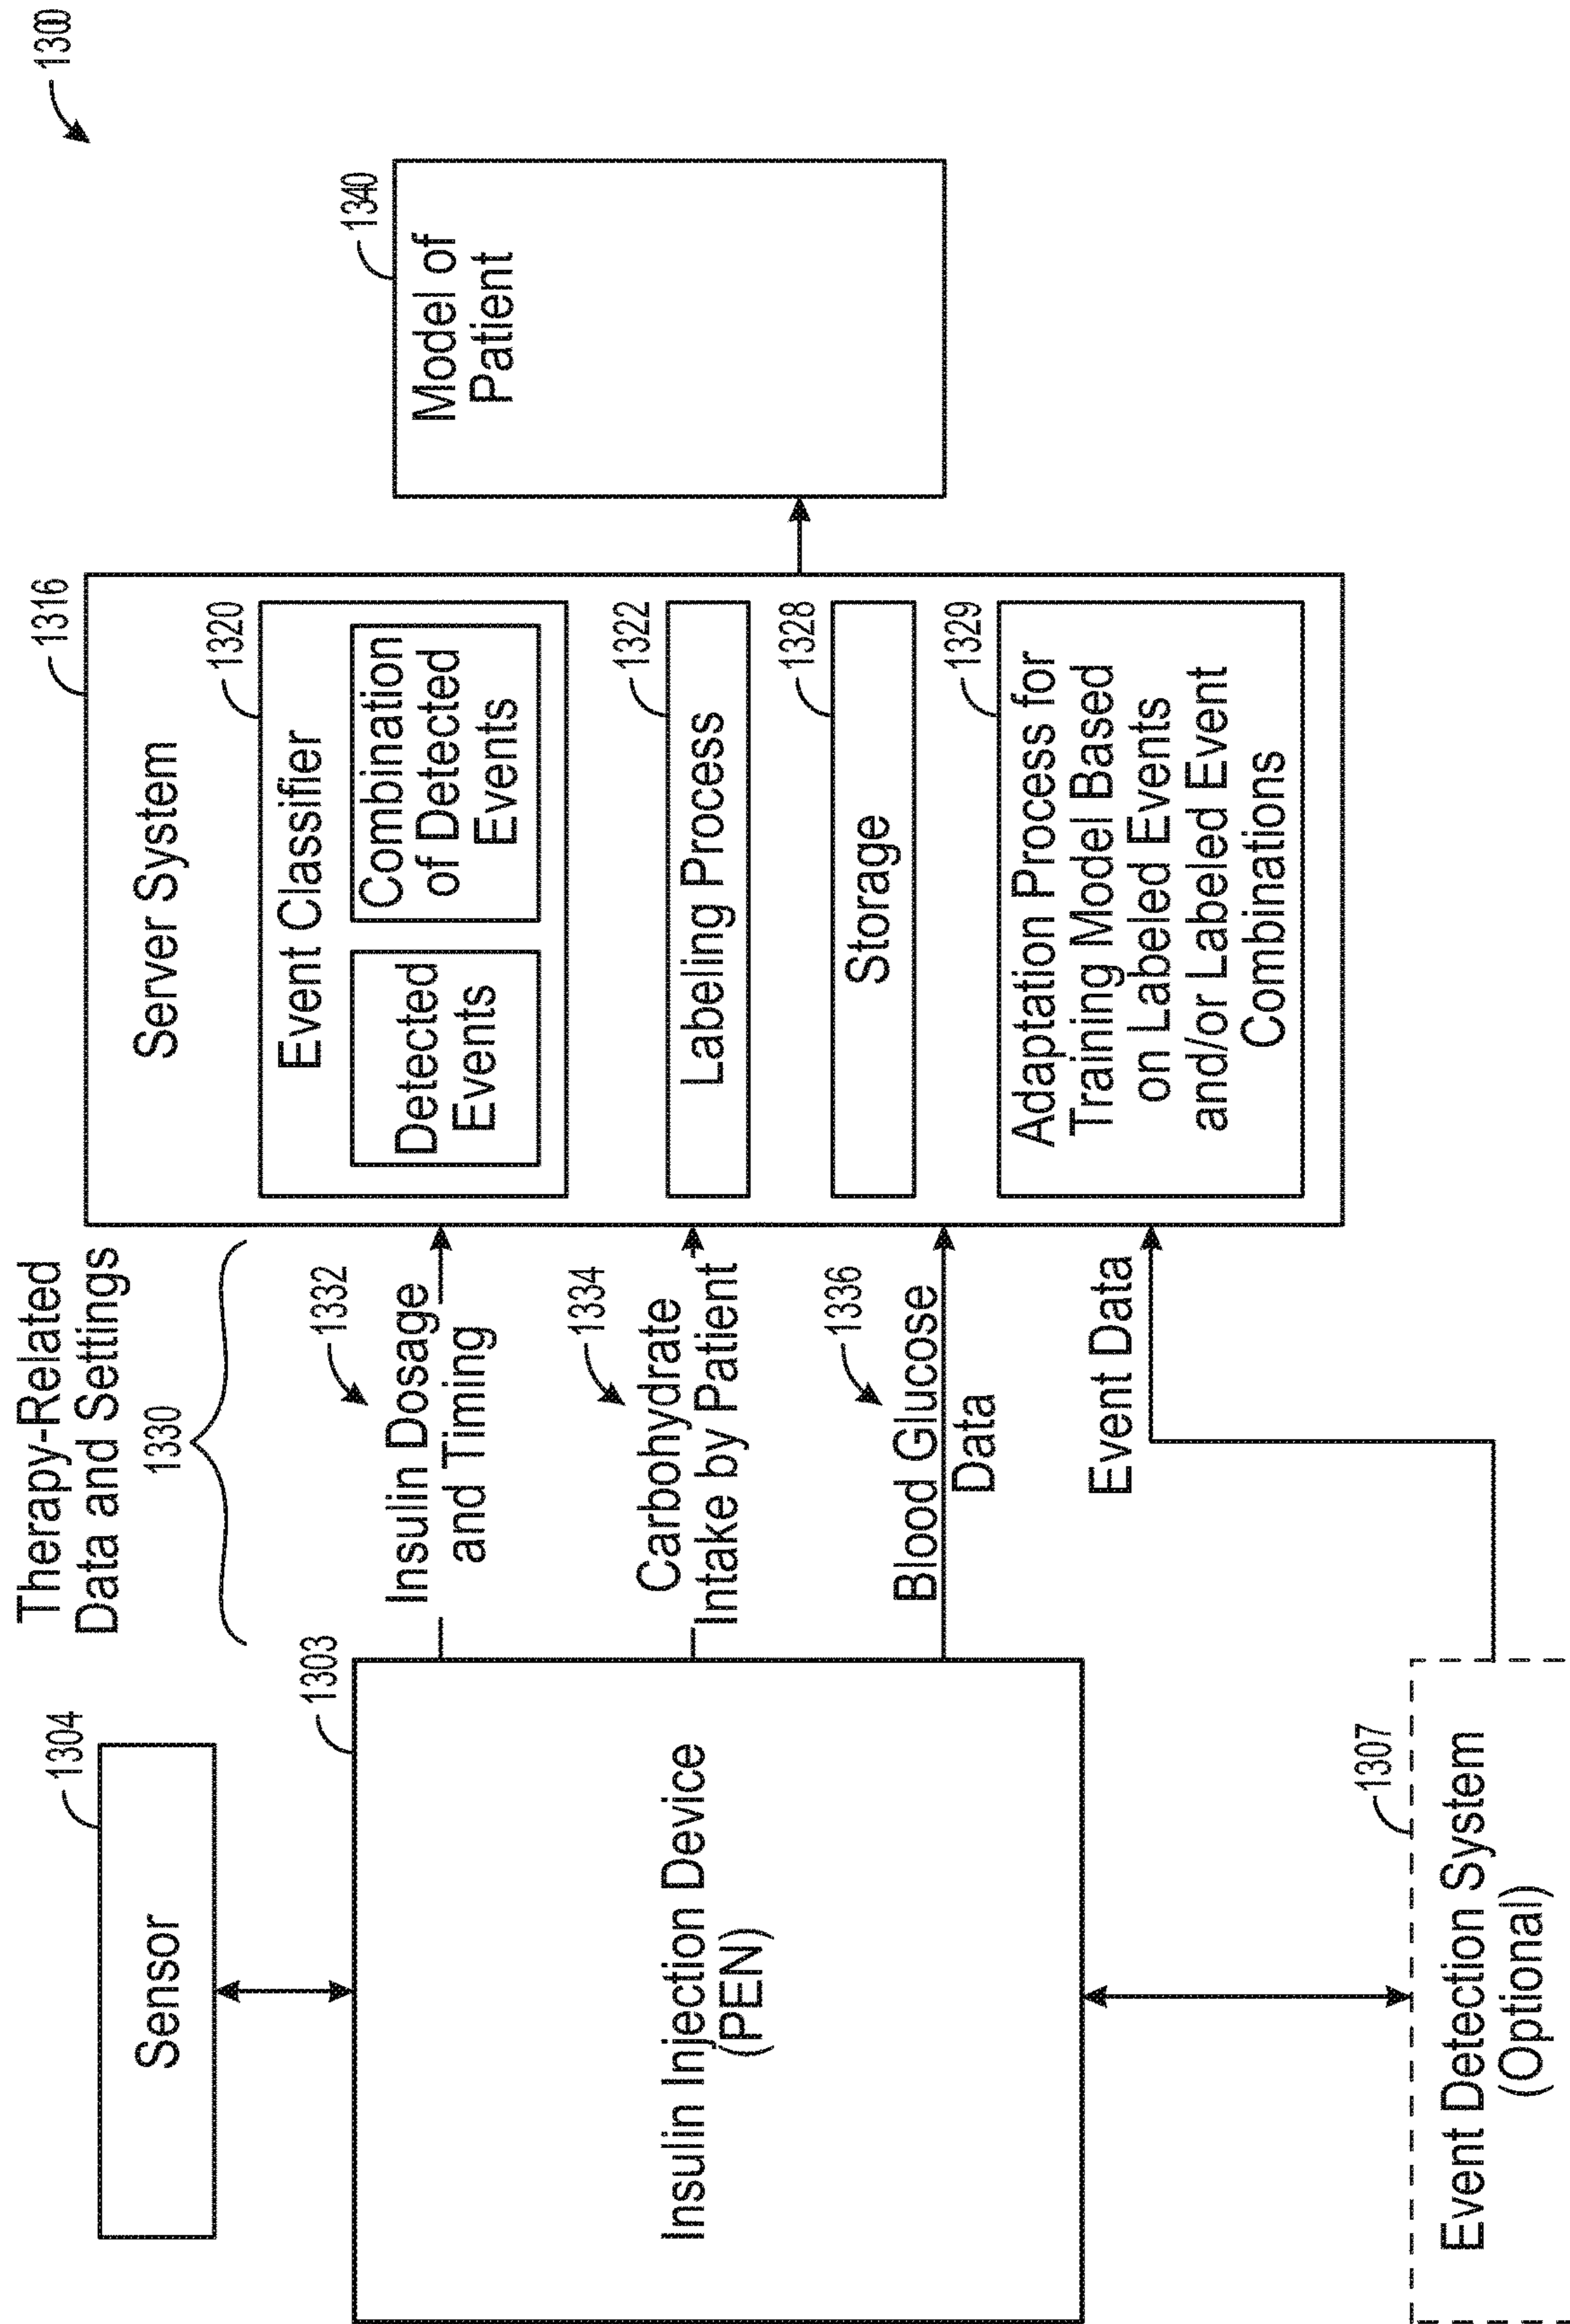 1300
Sensor
1304
Insulin Injection Device
(PEN)
1303
Event Detection System
(Optional)
1307
Therapy-Related
Data and Settings
1330
Insulin Dosage
and Timing
1332
Carbohydrate
Intake by Patient
1334
Blood Glucose
Data
1336
Event Data
Server System
1316
Event Classifier
1320
Detected
Events
Combination
of Detected
Events
Labeling Process
1322
Storage
1328
Adaptation Process for
Training Model Based
on Labeled Events
and/or Labeled Event
Combinations
1329
Model of
Patient
1340